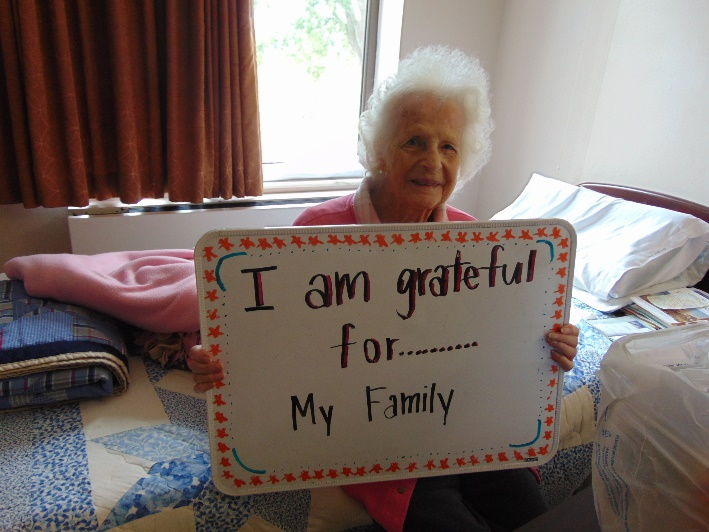 I am grateful
for..........
My Family